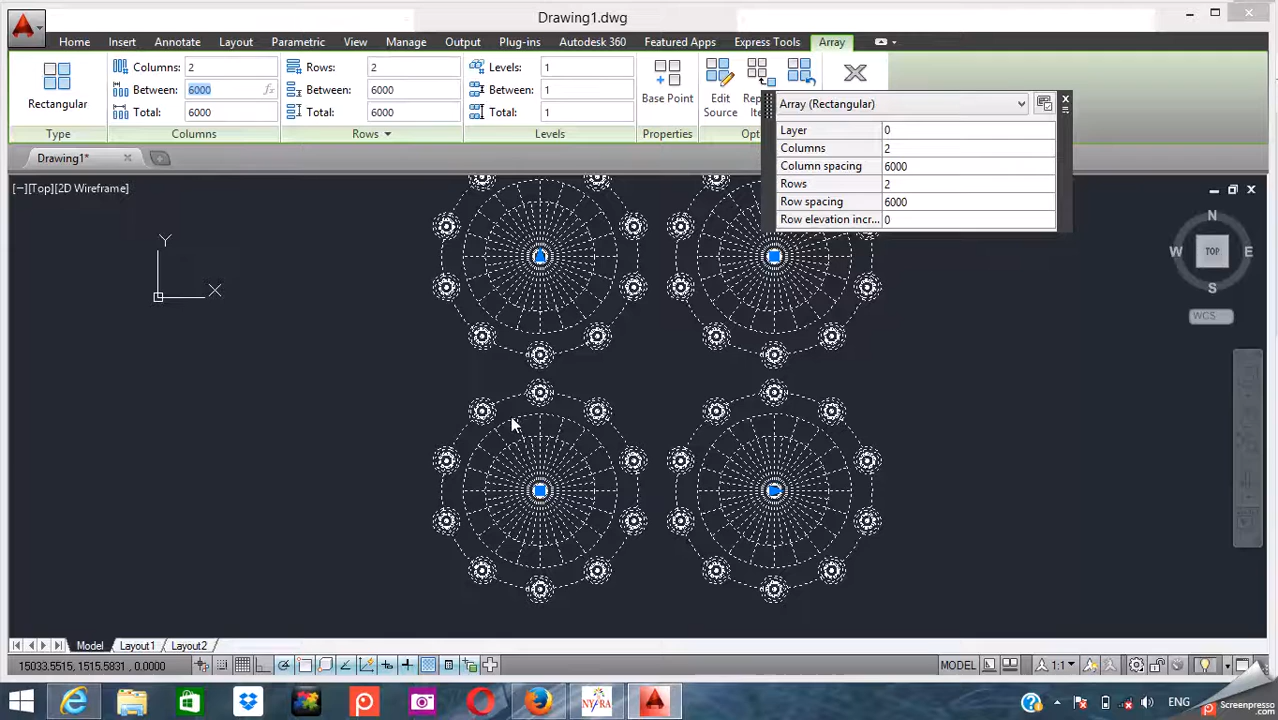 Drawing1.dwg
Home Insert Annotate Layout Parametric View Manage Output Plug-ins Autodesk 360 Featured Apps Express Tools Array
Columns: 2 Rows: 2 Levels: 1
Between: 6000 fx Between: 6000 Between: 1
Total: 6000 Total: 6000 Total: 1
Rectangular Base Point Edit Source
Type Columns Rows Levels Properties
Array (Rectangular)
Layer 0
Columns 2
Column spacing 6000
Rows 2
Row spacing 6000
Row elevation incr... 0
Drawing1*
[−][Top][2D Wireframe]
Y
X
N
W TOP E
S
WCS
Model Layout1 Layout2
15033.5515, 1515.5831 , 0.0000 MODEL 1:1
ENG
Screenpresso.com